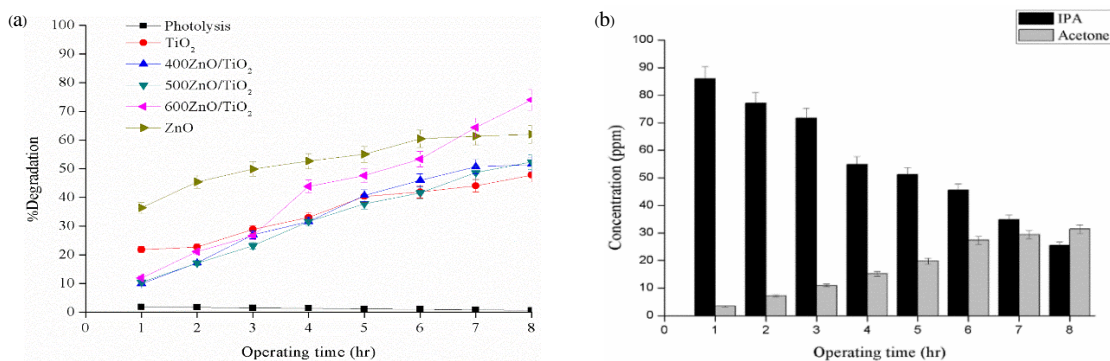 (a)
100
90
80
70
60
50
40
30
20
10
0
%Degradation
Photolysis
TiO2
400ZnO/TiO2
500ZnO/TiO2
600ZnO/TiO2
ZnO
0 1 2 3 4 5 6 7 8
Operating time (hr)
(b)
IPA
Acetone
100
90
80
70
60
50
40
30
20
10
0
Concentration (ppm)
0 1 2 3 4 5 6 7 8
Operating time (hr)